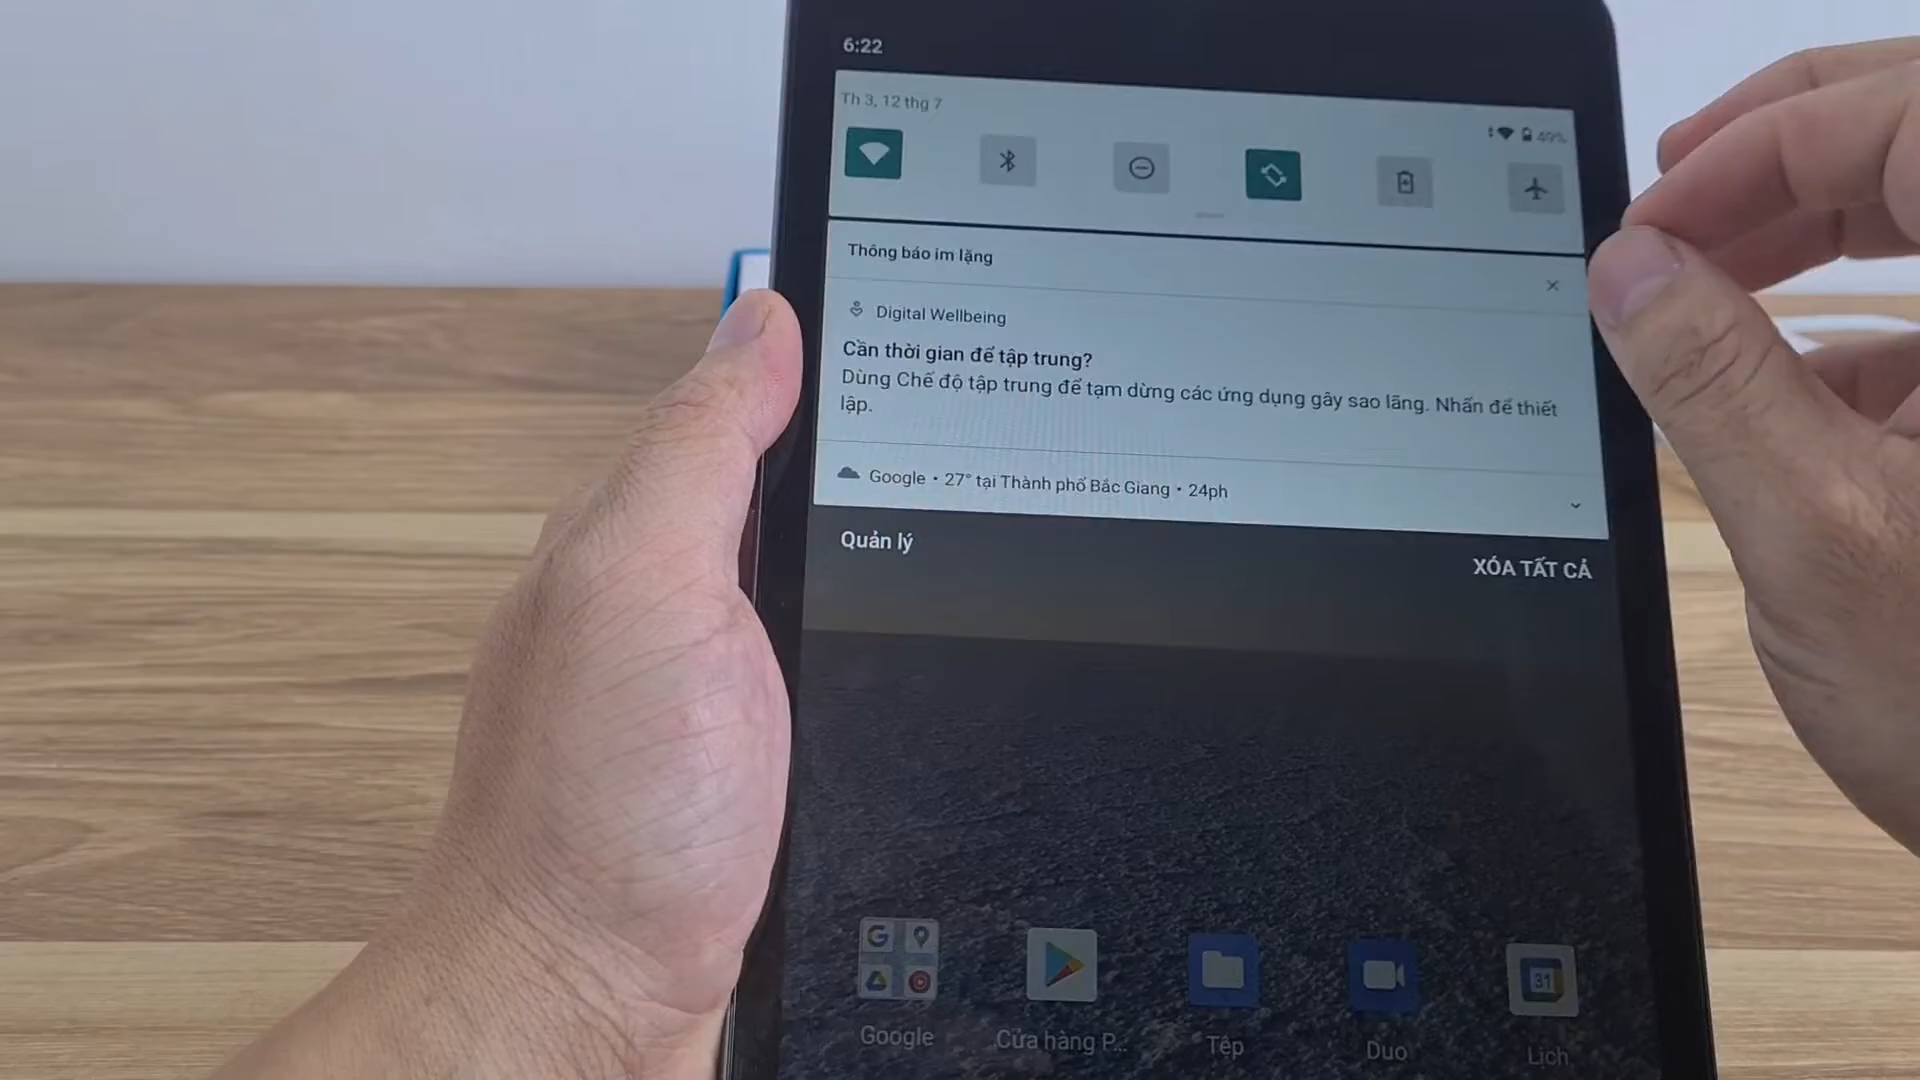 6:22
Th 3, 12 thg 7
49%
Thông báo im lặng
Digital Wellbeing
Cần thời gian để tập trung?
Dùng Chế độ tập trung để tạm dừng các ứng dụng gây sao lãng. Nhấn để thiết
lập.
Google • 27° tại Thành phố Bắc Giang • 24ph
Quản lý
XÓA TẤT CẢ
31
Google
Cửa hàng P...
Tệp
Duo
Lịch